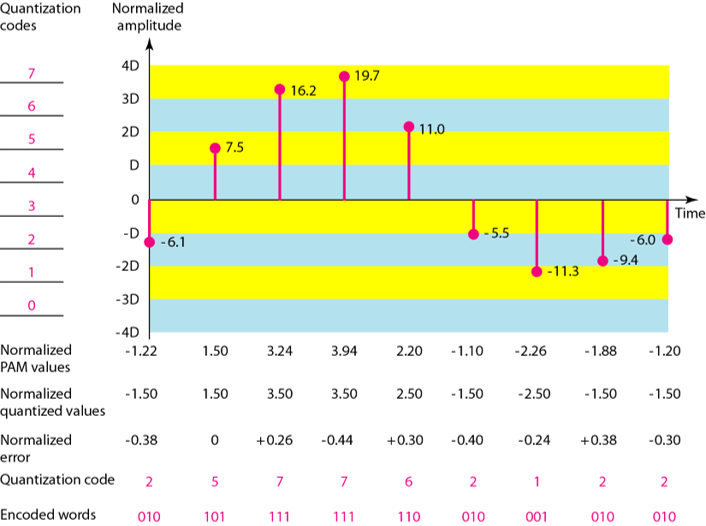 Quantization codes
Normalized amplitude
7
6
5
4
3
2
1
0
4D
3D
2D
D
0
-D
-2D
-3D
-4D
-6.1
7.5
16.2
19.7
11.0
-5.5
-11.3
-9.4
-6.0
Time
Normalized PAM values -1.22 1.50 3.24 3.94 2.20 -1.10 -2.26 -1.88 -1.20
Normalized quantized values -1.50 1.50 3.50 3.50 2.50 -1.50 -2.50 -1.50 -1.50
Normalized error -0.38 0 +0.26 -0.44 +0.30 -0.40 -0.24 +0.38 -0.30
Quantization code 2 5 7 7 6 2 1 2 2
Encoded words 010 101 111 111 110 010 001 010 010